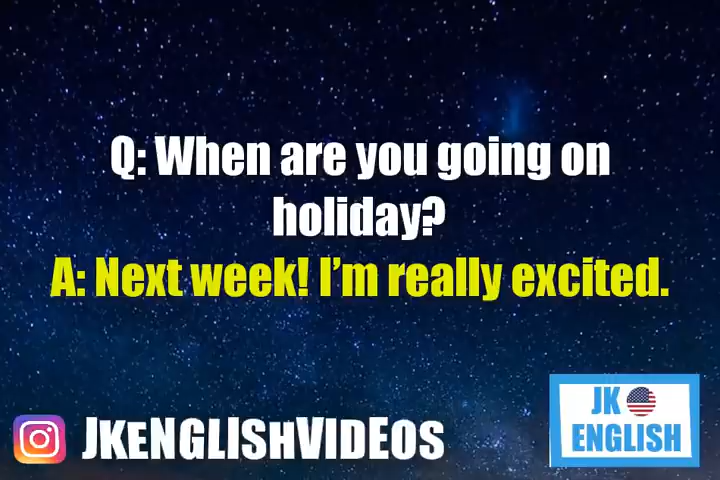 Q: When are you going on
holiday?
A: Next week! I'm really excited.
JKENGLISHVIDEOS
JK
ENGLISH